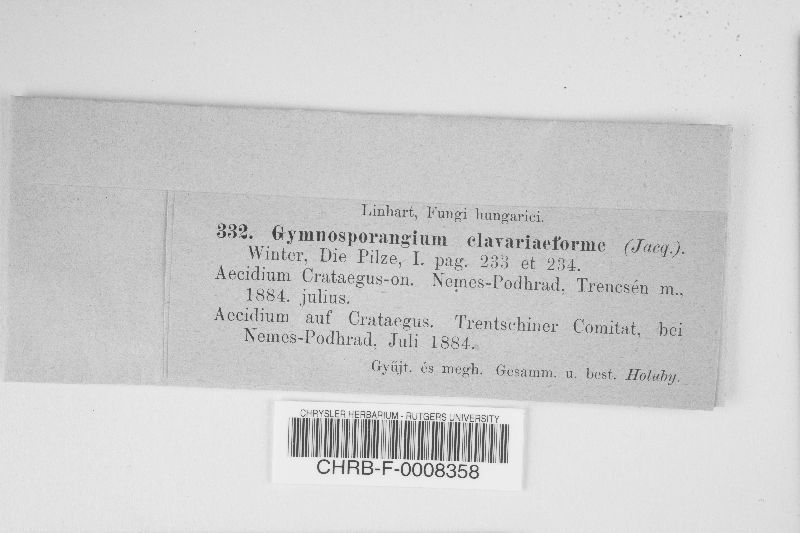 Linhart, Fungi hungarici.
332. Gymnosporangium clavariaeforme (Jacq.).
Winter, Die Pilze, I. pag. 233 et 234.
Aecidium Crataegus-on. Nemes-Podhrad, Trencsén m.,
1884. julius.
Aecidium auf Crataegus. Trentschiner Comitat, bei
Nemes-Podhrad, Juli 1884.
Gyűjt. és megh. Gesamm. u. best. Holuby.
CHRYSLER HERBARIUM - RUTGERS UNIVERSITY
CHRB-F-0008358